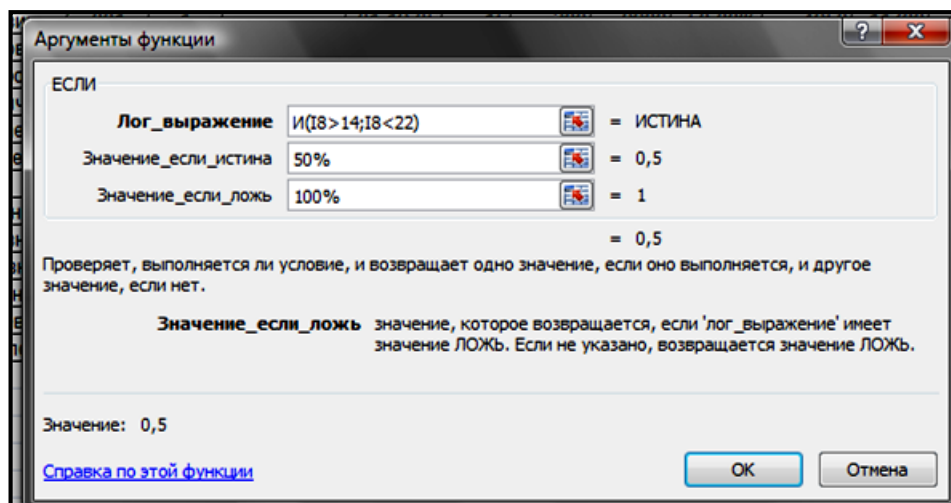 Аргументы функции
ЕСЛИ
Лог_выражение И(I8>14;I8<22) = ИСТИНА
Значение_если_истина 50% = 0,5
Значение_если_ложь 100% = 1
= 0,5
Проверяет, выполняется ли условие, и возвращает одно значение, если оно выполняется, и другое
значение, если нет.
Значение_если_ложь значение, которое возвращается, если 'лог_выражение' имеет
значение ЛОЖЬ. Если не указано, возвращается значение ЛОЖЬ.
Значение: 0,5
Справка по этой функции
ОК
Отмена